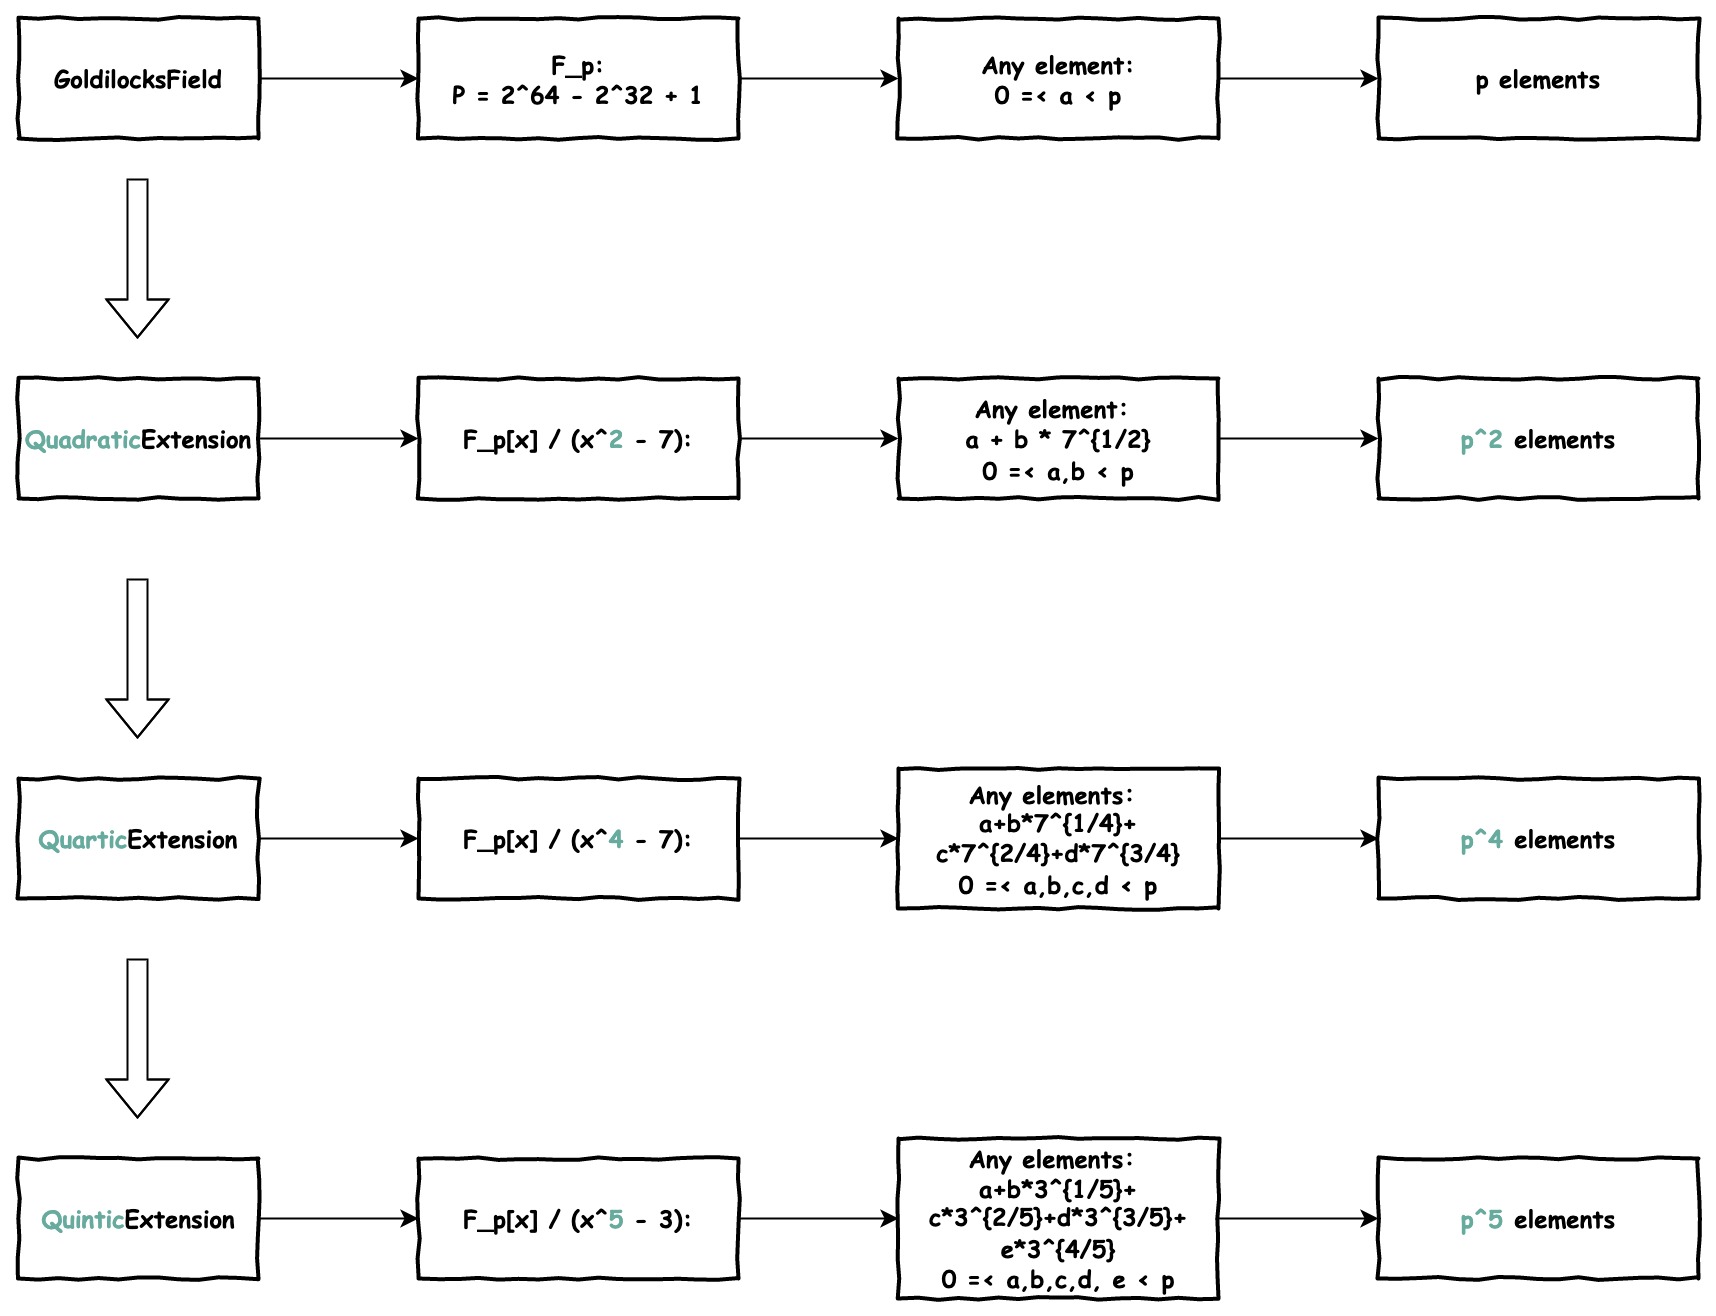 GoldilocksField
F_p:
P = 2^64 - 2^32 + 1
Any element:
0 =< a < p
p elements
QuadraticExtension
F_p[x] / (x^2 - 7):
Any element:
a + b * 7^{1/2}
0 =< a,b < p
p^2 elements
QuarticExtension
F_p[x] / (x^4 - 7):
Any elements:
a+b*7^{1/4}+
c*7^{2/4}+d*7^{3/4}
0 =< a,b,c,d < p
p^4 elements
QuinticExtension
F_p[x] / (x^5 - 3):
Any elements:
a+b*3^{1/5}+
c*3^{2/5}+d*3^{3/5}+
e*3^{4/5}
0 =< a,b,c,d, e < p
p^5 elements